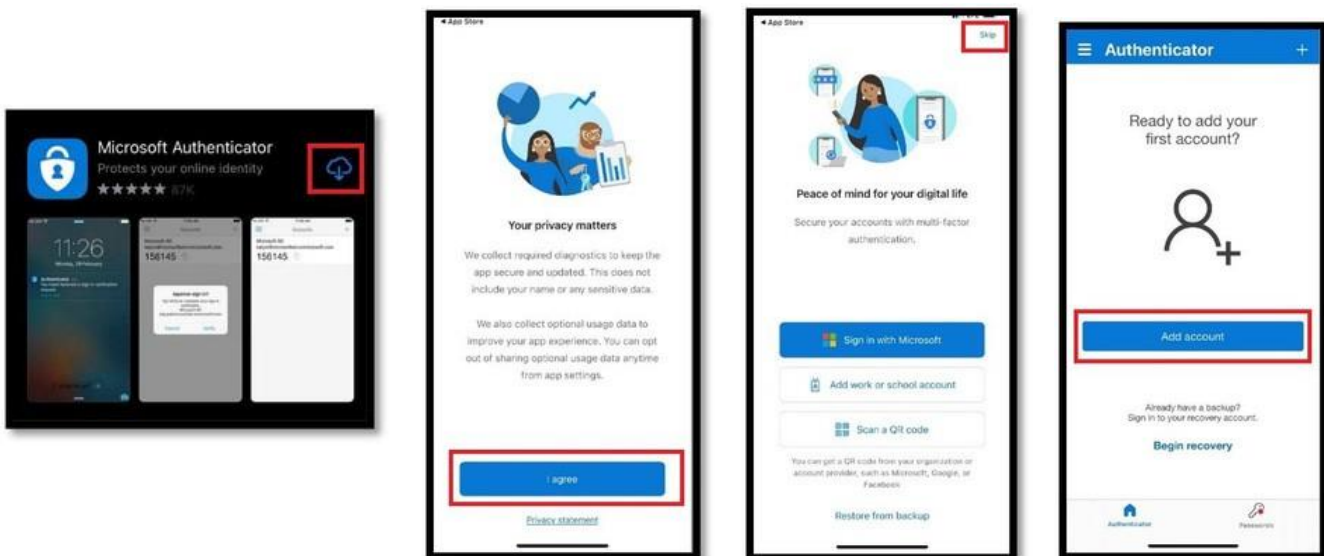 Microsoft Authenticator
Protects your online identity
★★★★★ 87K
11:26
Monday, 29 February
Accounts
156145
Cancel
Verify
Accounts
156145
App Store
Your privacy matters
We collect required diagnostics to keep the
app secure and updated. This does not
include your name or any sensitive data.
We also collect optional usage data to
improve your app experience. You can opt
out of sharing optional usage data anytime
from app settings.
I agree
Privacy statement
App Store
Skip
Peace of mind for your digital life
Secure your accounts with multi-factor
authentication.
Sign in with Microsoft
Add work or school account
Scan a QR code
You can get a QR code from your organization or
account provider, such as Microsoft, Google, or
Facebook
Restore from backup
Authenticator
Ready to add your
first account?
Add account
Already have a backup?
Sign in to your recovery account.
Begin recovery
Authenticator
Passwords